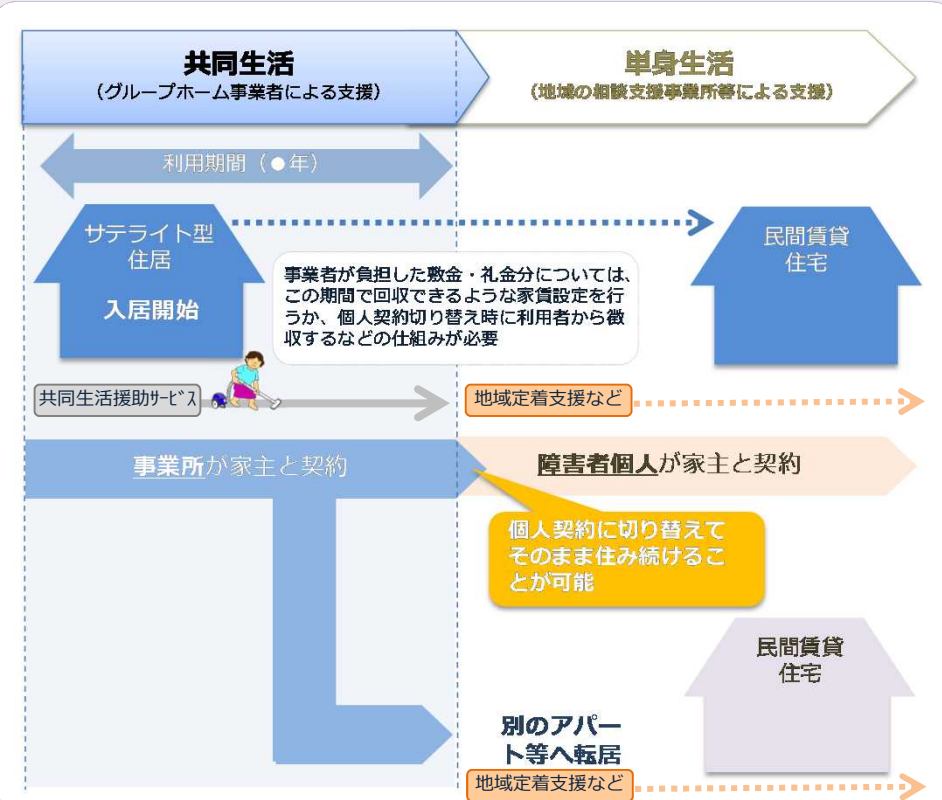 共同生活
（グループホーム事業者による支援）
単身生活
（地域の相談支援事業所等による支援）
利用期間（●年）
サテライト型
住居
入居開始
民間賃貸
住宅
事業者が負担した敷金・礼金分については、
この期間で回収できるような家賃設定を行
うか、個人契約切り替え時に利用者から徴
収するなどの仕組みが必要
共同生活援助ｻｰﾋﾞｽ
地域定着支援など
事業所が家主と契約
障害者個人が家主と契約
個人契約に切り替えて
そのまま住み続けるこ
とが可能
民間賃貸
住宅
別のアパー
ト等へ転居
地域定着支援など